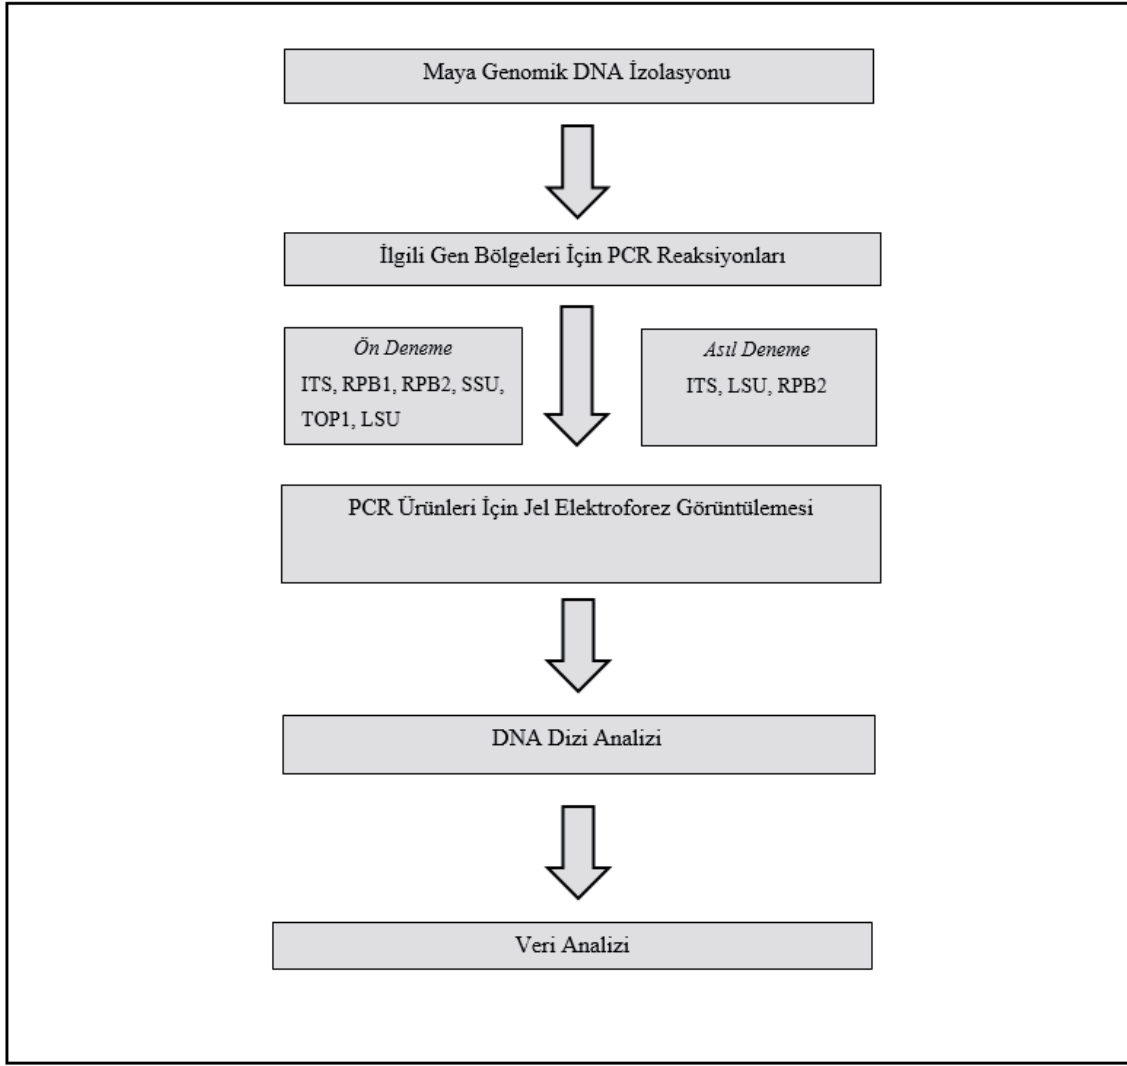 Maya Genomik DNA İzolasyonu
İlgili Gen Bölgeleri İçin PCR Reaksiyonları
Ön Deneme
ITS, RPB1, RPB2, SSU,
TOP1, LSU
Asıl Deneme
ITS, LSU, RPB2
PCR Ürünleri İçin Jel Elektroforez Görüntülemesi
DNA Dizi Analizi
Veri Analizi